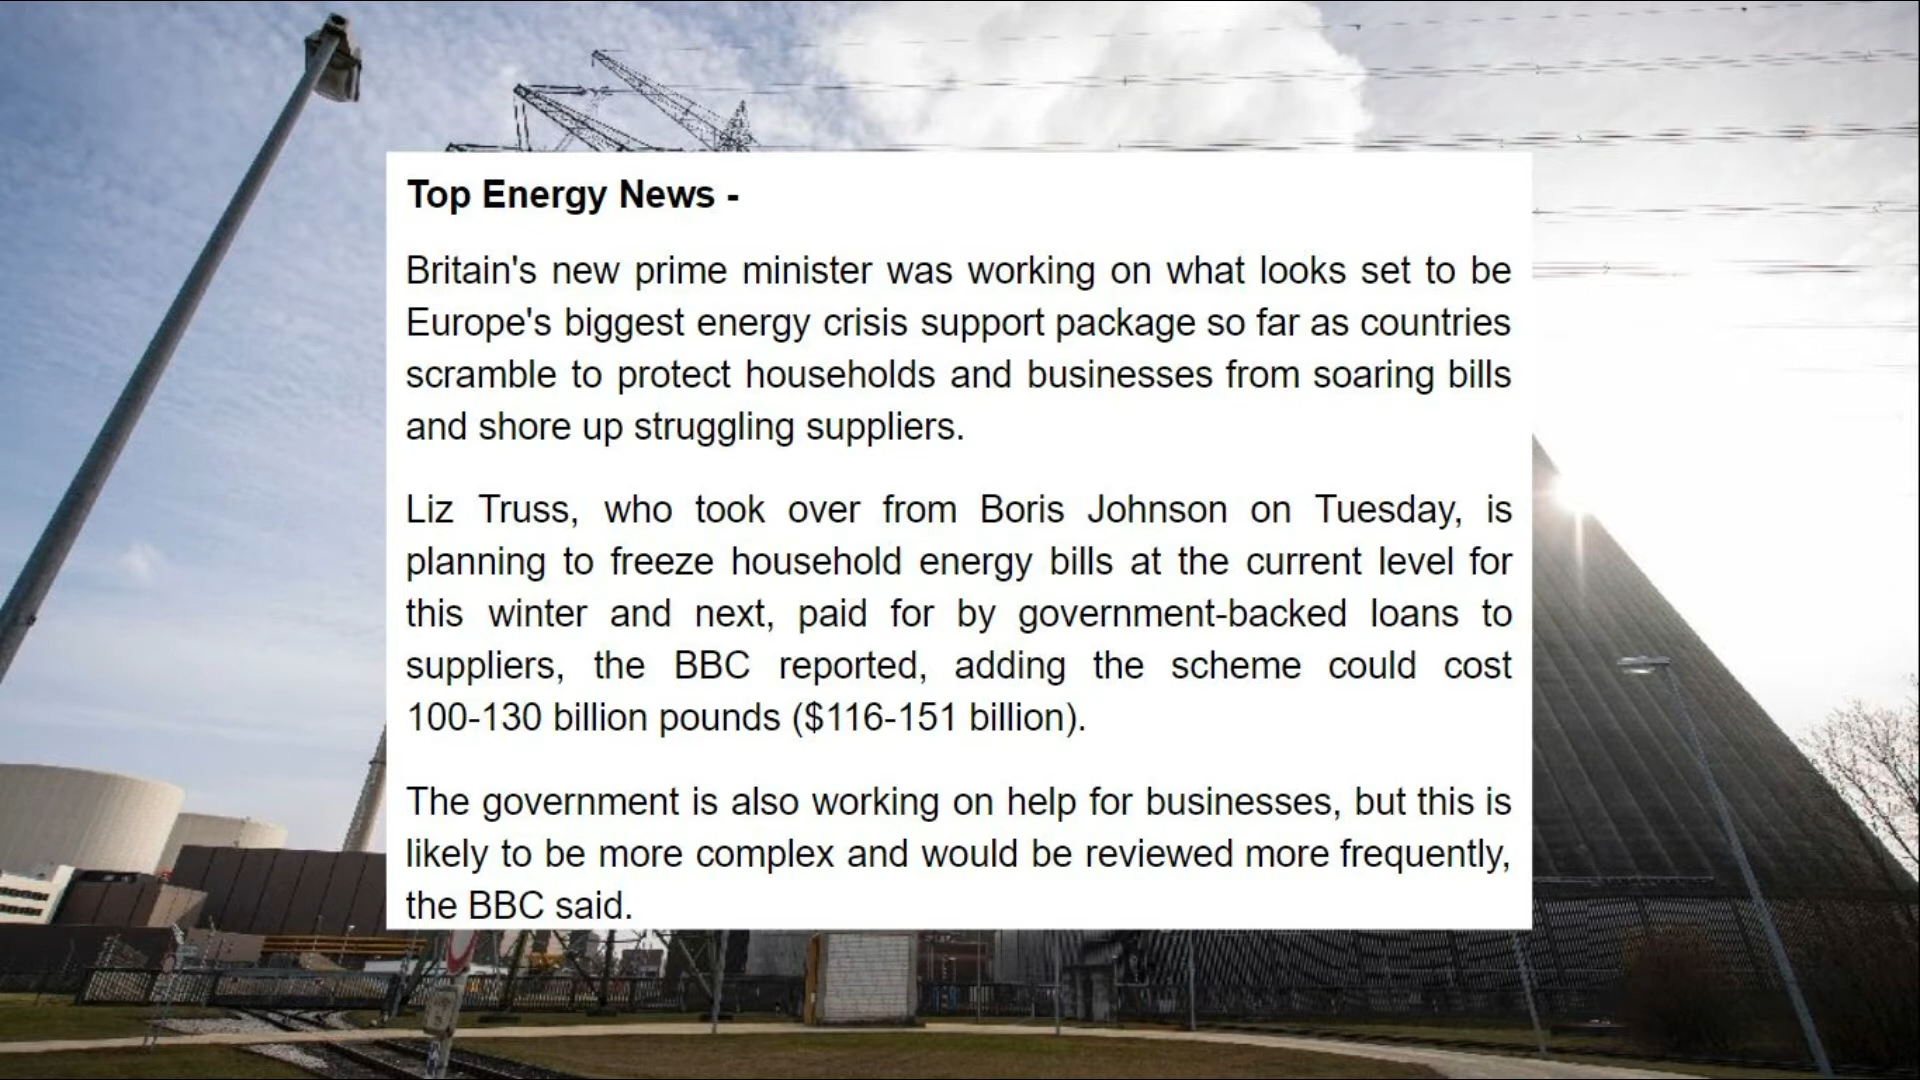 Top Energy News -
Britain's new prime minister was working on what looks set to be
Europe's biggest energy crisis support package so far as countries
scramble to protect households and businesses from soaring bills
and shore up struggling suppliers.
Liz Truss, who took over from Boris Johnson on Tuesday, is
planning to freeze household energy bills at the current level for
this winter and next, paid for by government-backed loans to
suppliers, the BBC reported, adding the scheme could cost
100-130 billion pounds ($116-151 billion).
The government is also working on help for businesses, but this is
likely to be more complex and would be reviewed more frequently,
the BBC said.